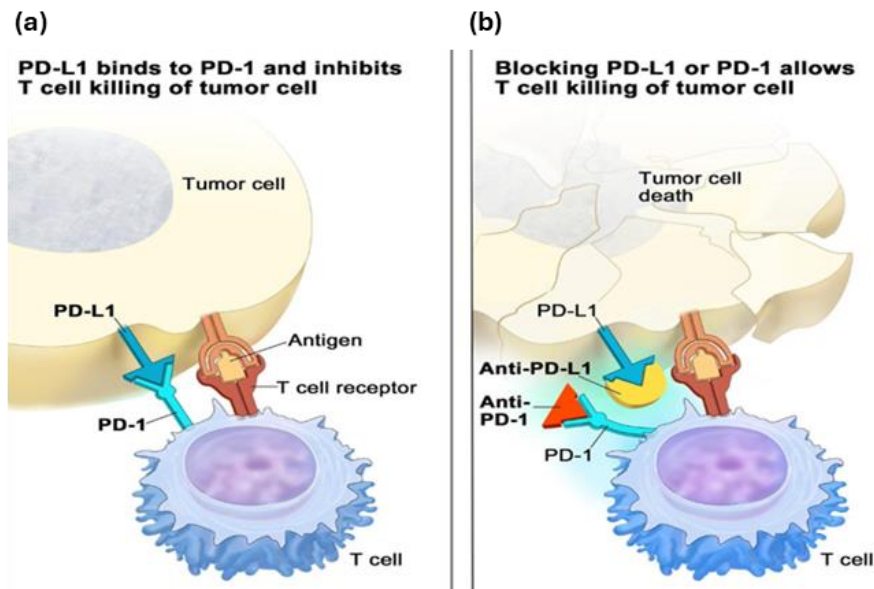 (a)
PD-L1 binds to PD-1 and inhibits
T cell killing of tumor cell
Tumor cell
PD-L1
Antigen
T cell receptor
PD-1
T cell
(b)
Blocking PD-L1 or PD-1 allows
T cell killing of tumor cell
Tumor cell
death
PD-L1
Anti-PD-L1
Anti-
PD-1
PD-1
T cell